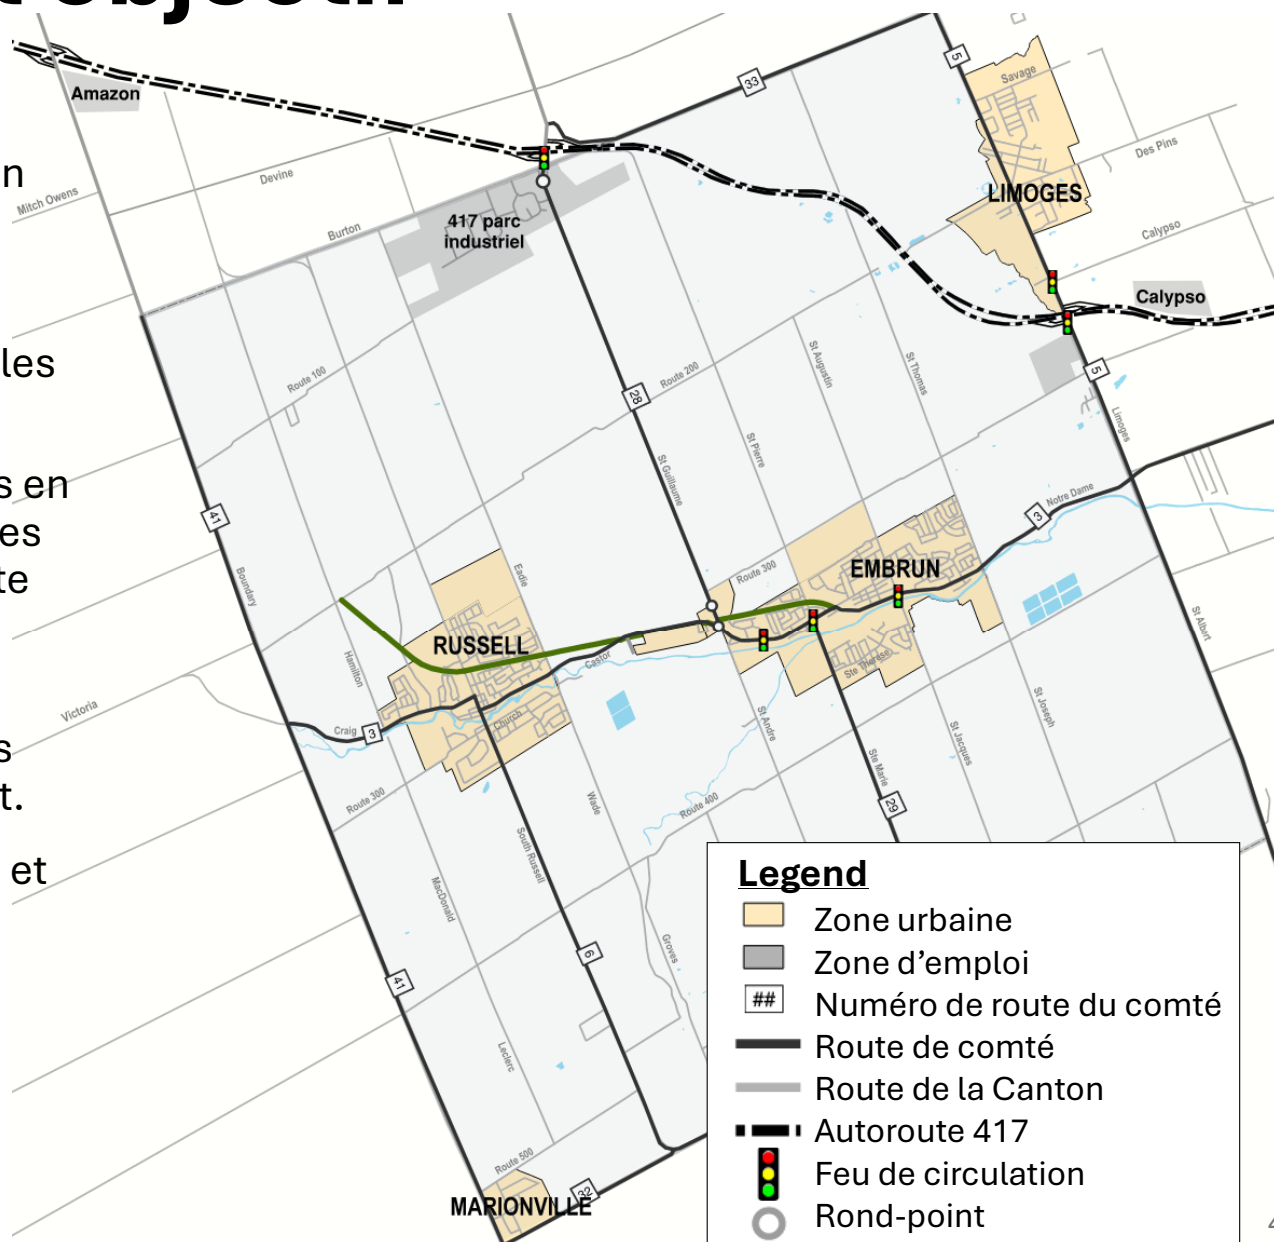 objectif
n
les
s en
es
te
s
t.
et
Amazon
Mitch Owens
Devine
Burton
417 parc
industriel
33
5
Savage
Des Pins
LIMOGES
Calypso
Calypso
5
Limoges
Route 100
Route 200
28
St Guillaume
St Pierre
St Augustin
St Thomas
41
Boundary
Eadie
Route 300
EMBRUN
Notre Dame
3
St Albert
RUSSELL
Hamilton
Victoria
Craig
3
Church
Castor
Ste Thérèse
Route 300
Wade
St Andre
Ste Marie
St Jacques
St Joseph
29
Route 400
South Russell
MacDonald
41
6
Groves
Leclerc
Route 500
32
MARIONVILLE
Legend
Zone urbaine
Zone d’emploi
## Numéro de route du comté
Route de comté
Route de la Canton
Autoroute 417
Feu de circulation
Rond-point